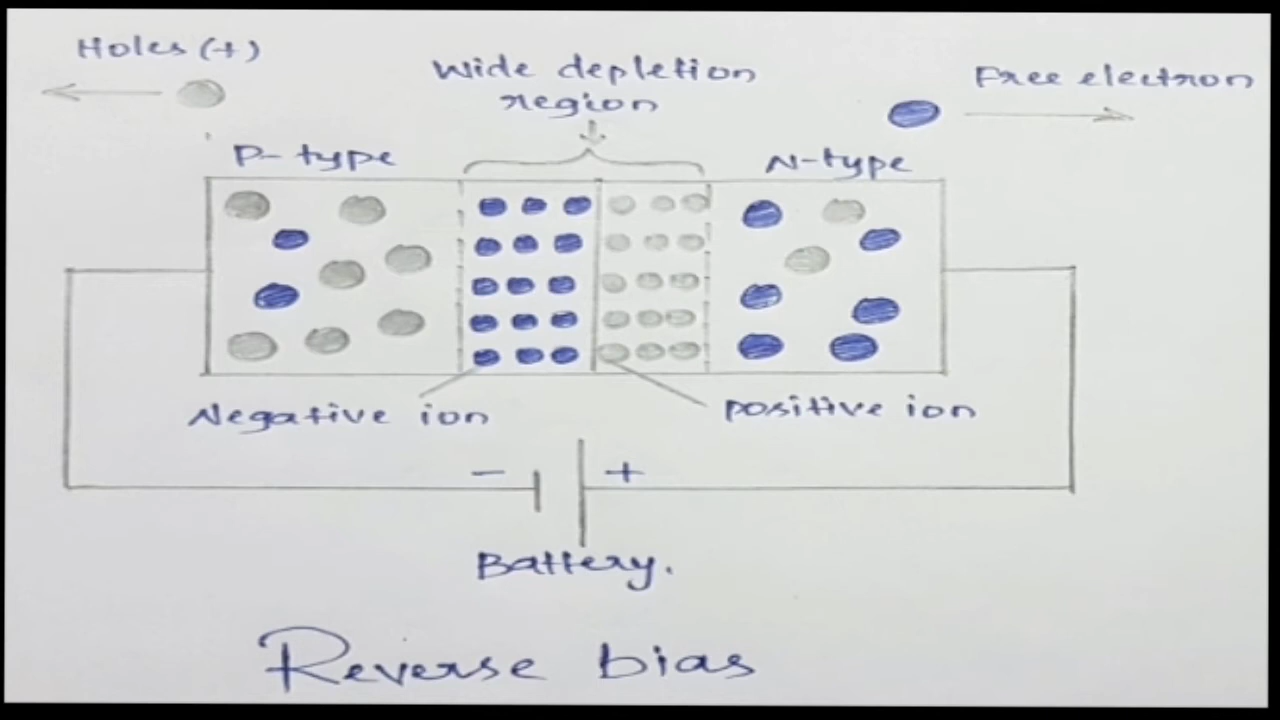 Holes (+)
Wide depletion
region
Free electron
P-type
N-type
Negative ion
positive ion
- +
Battery.
Reverse bias